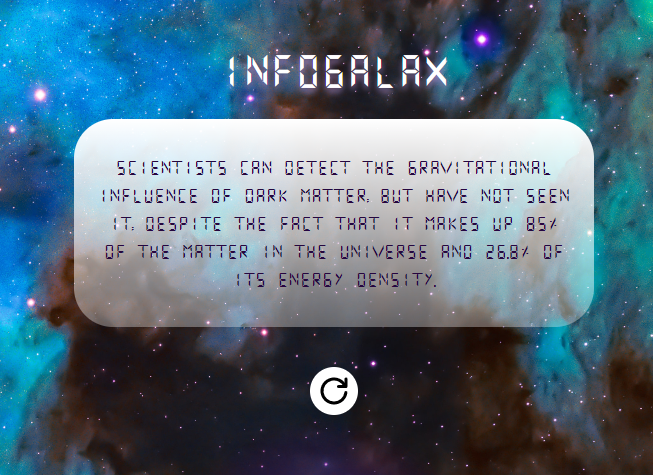 INFOGALAX
SCIENTISTS CAN DETECT THE GRAVITATIONAL
INFLUENCE OF DARK MATTER, BUT HAVE NOT SEEN
IT, DESPITE THE FACT THAT IT MAKES UP 85%
OF THE MATTER IN THE UNIVERSE AND 26.8% OF
ITS ENERGY DENSITY.